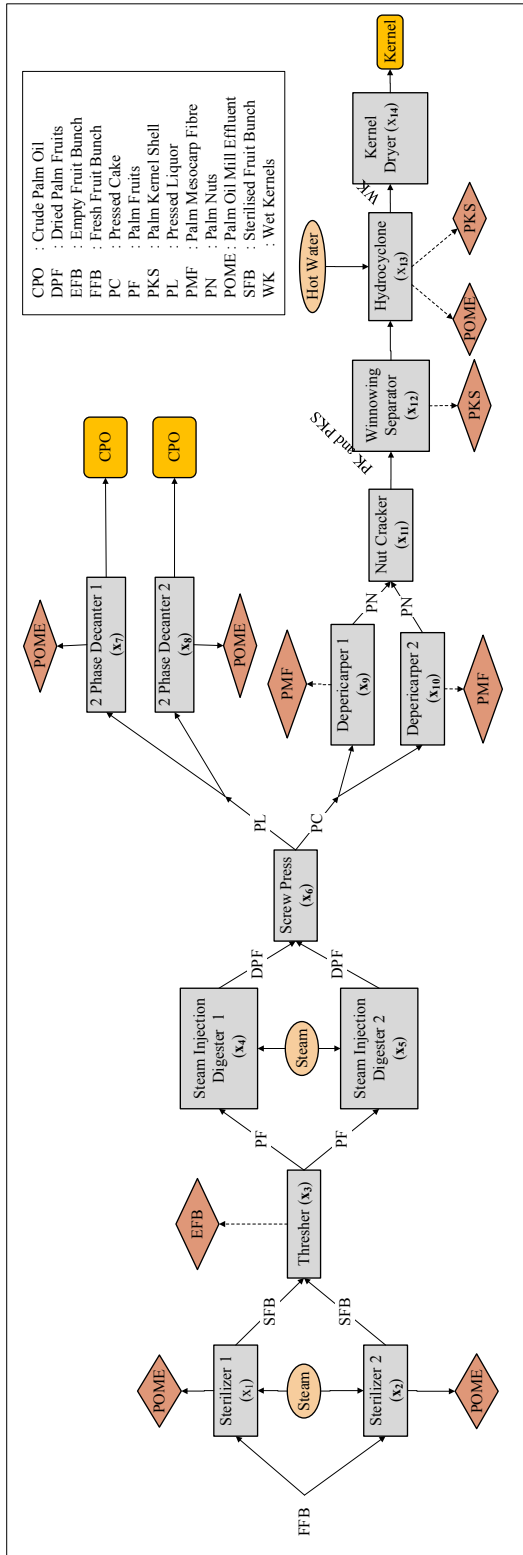 FFB
POME
Sterilizer 1
(x1)
Steam
Sterilizer 2
(x2)
POME
SFB
SFB
EFB
Thresher (x3)
PF
PF
Steam Injection
Digester 1
(x4)
Steam
Steam Injection
Digester 2
(x5)
DPF
DPF
Screw Press
(x6)
PL
PC
POME
2 Phase Decanter 1
(x7)
2 Phase Decanter 2
(x8)
POME
CPO
CPO
PMF
Depericarper 1
(x9)
Depericarper 2
(x10)
PMF
PN
PN
Nut Cracker
(x11)
PK and PKS
Winnowing
Separator
(x12)
PKS
Hot Water
Hydrocyclone
(x13)
POME
PKS
WK
Kernel
Dryer (x14)
Kernel
CPO : Crude Palm Oil
DPF : Dried Palm Fruits
EFB : Empty Fruit Bunch
FFB : Fresh Fruit Bunch
PC : Pressed Cake
PF : Palm Fruits
PKS : Palm Kernel Shell
PL : Pressed Liquor
PMF : Palm Mesocarp Fibre
PN : Palm Nuts
POME : Palm Oil Mill Effluent
SFB : Sterilised Fruit Bunch
WK : Wet Kernels